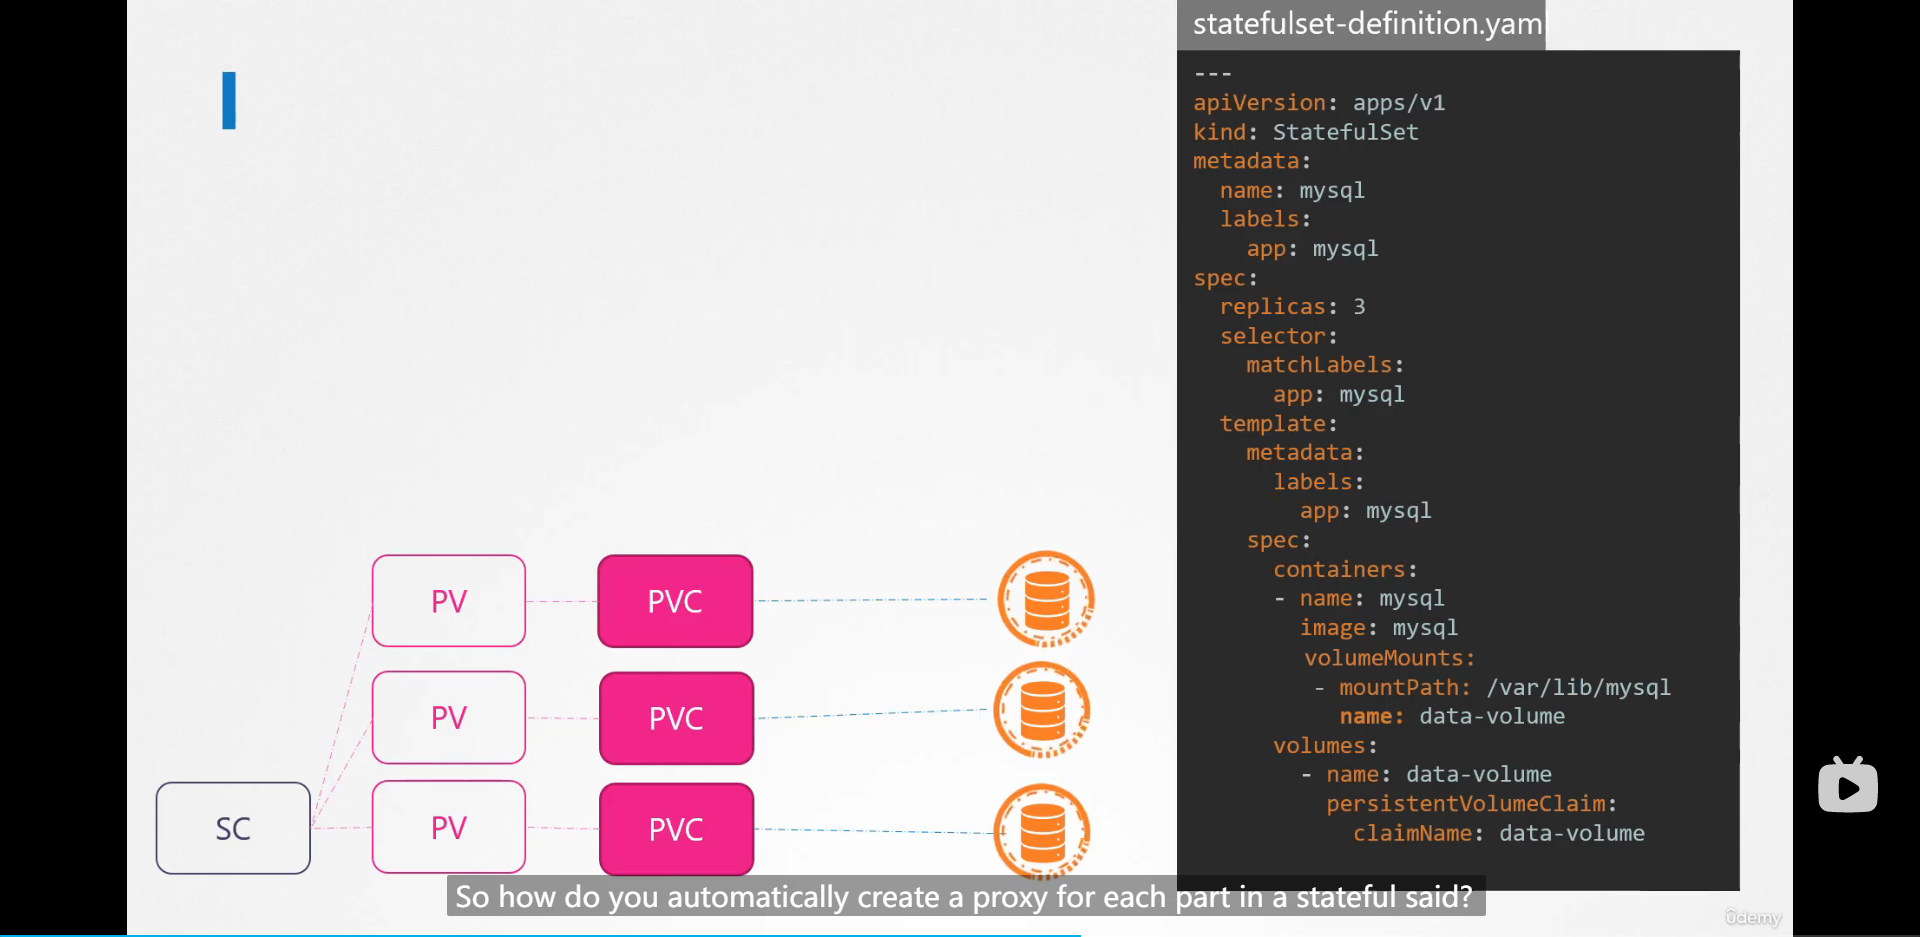 statefulset-definition.yam
---
apiVersion: apps/v1
kind: StatefulSet
metadata:
  name: mysql
  labels:
    app: mysql
spec:
  replicas: 3
  selector:
    matchLabels:
      app: mysql
  template:
    metadata:
      labels:
        app: mysql
    spec:
      containers:
      - name: mysql
        image: mysql
        volumeMounts:
         - mountPath: /var/lib/mysql
           name: data-volume
      volumes:
        - name: data-volume
          persistentVolumeClaim:
            claimName: data-volume
PV PVC
PV PVC
SC PV PVC
So how do you automatically create a proxy for each part in a stateful said?
ûdemy